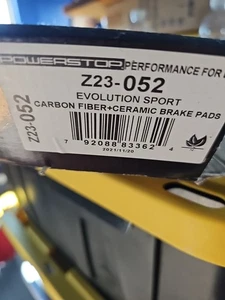 POWERSTOP PERFORMANCE FOR
Z23-052
EVOLUTION SPORT
CARBON FIBER+CERAMIC BRAKE PADS
Z23-052
7 92088 83362 4
2021/11/20